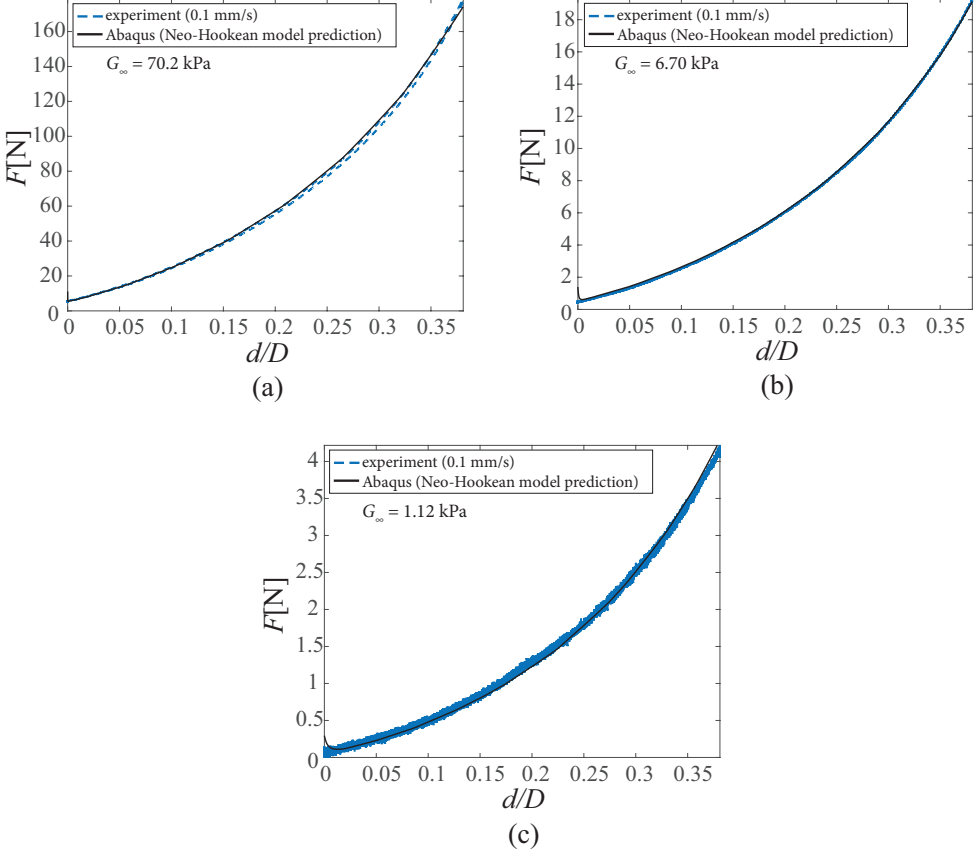 experiment (0.1 mm/s)
Abaqus (Neo-Hookean model prediction)
G∞ = 70.2 kPa
160
140
120
100
80
60
40
20
0
F[N]
0 0.05 0.1 0.15 0.2 0.25 0.3 0.35
d/D
(a)
experiment (0.1 mm/s)
Abaqus (Neo-Hookean model prediction)
G∞ = 6.70 kPa
18
16
14
12
10
8
6
4
2
0
F[N]
0 0.05 0.1 0.15 0.2 0.25 0.3 0.35
d/D
(b)
experiment (0.1 mm/s)
Abaqus (Neo-Hookean model prediction)
G∞ = 1.12 kPa
4
3.5
3
2.5
2
1.5
1
0.5
0
F[N]
0 0.05 0.1 0.15 0.2 0.25 0.3 0.35
d/D
(c)